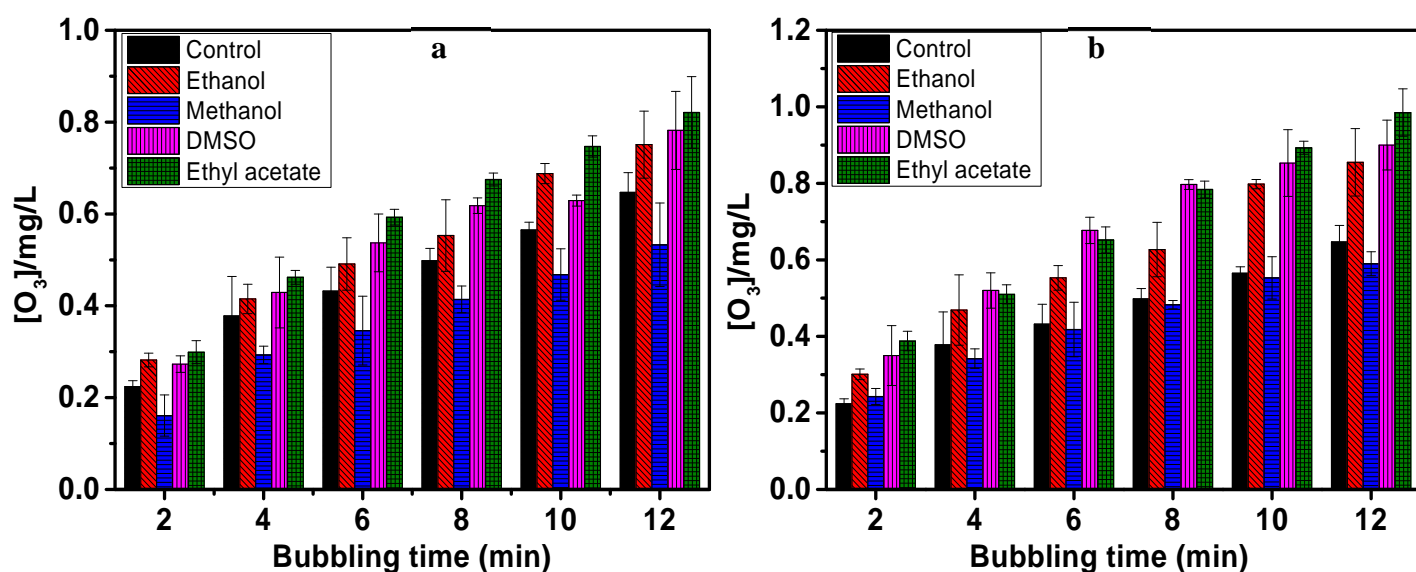 a
Control
Ethanol
Methanol
DMSO
Ethyl acetate
1.0
0.8
0.6
0.4
0.2
0.0
[O₃]/mg/L
2 4 6 8 10 12
Bubbling time (min)
b
Control
Ethanol
Methanol
DMSO
Ethyl acetate
1.2
1.0
0.8
0.6
0.4
0.2
0.0
[O₃]/mg/L
2 4 6 8 10 12
Bubbling time (min)